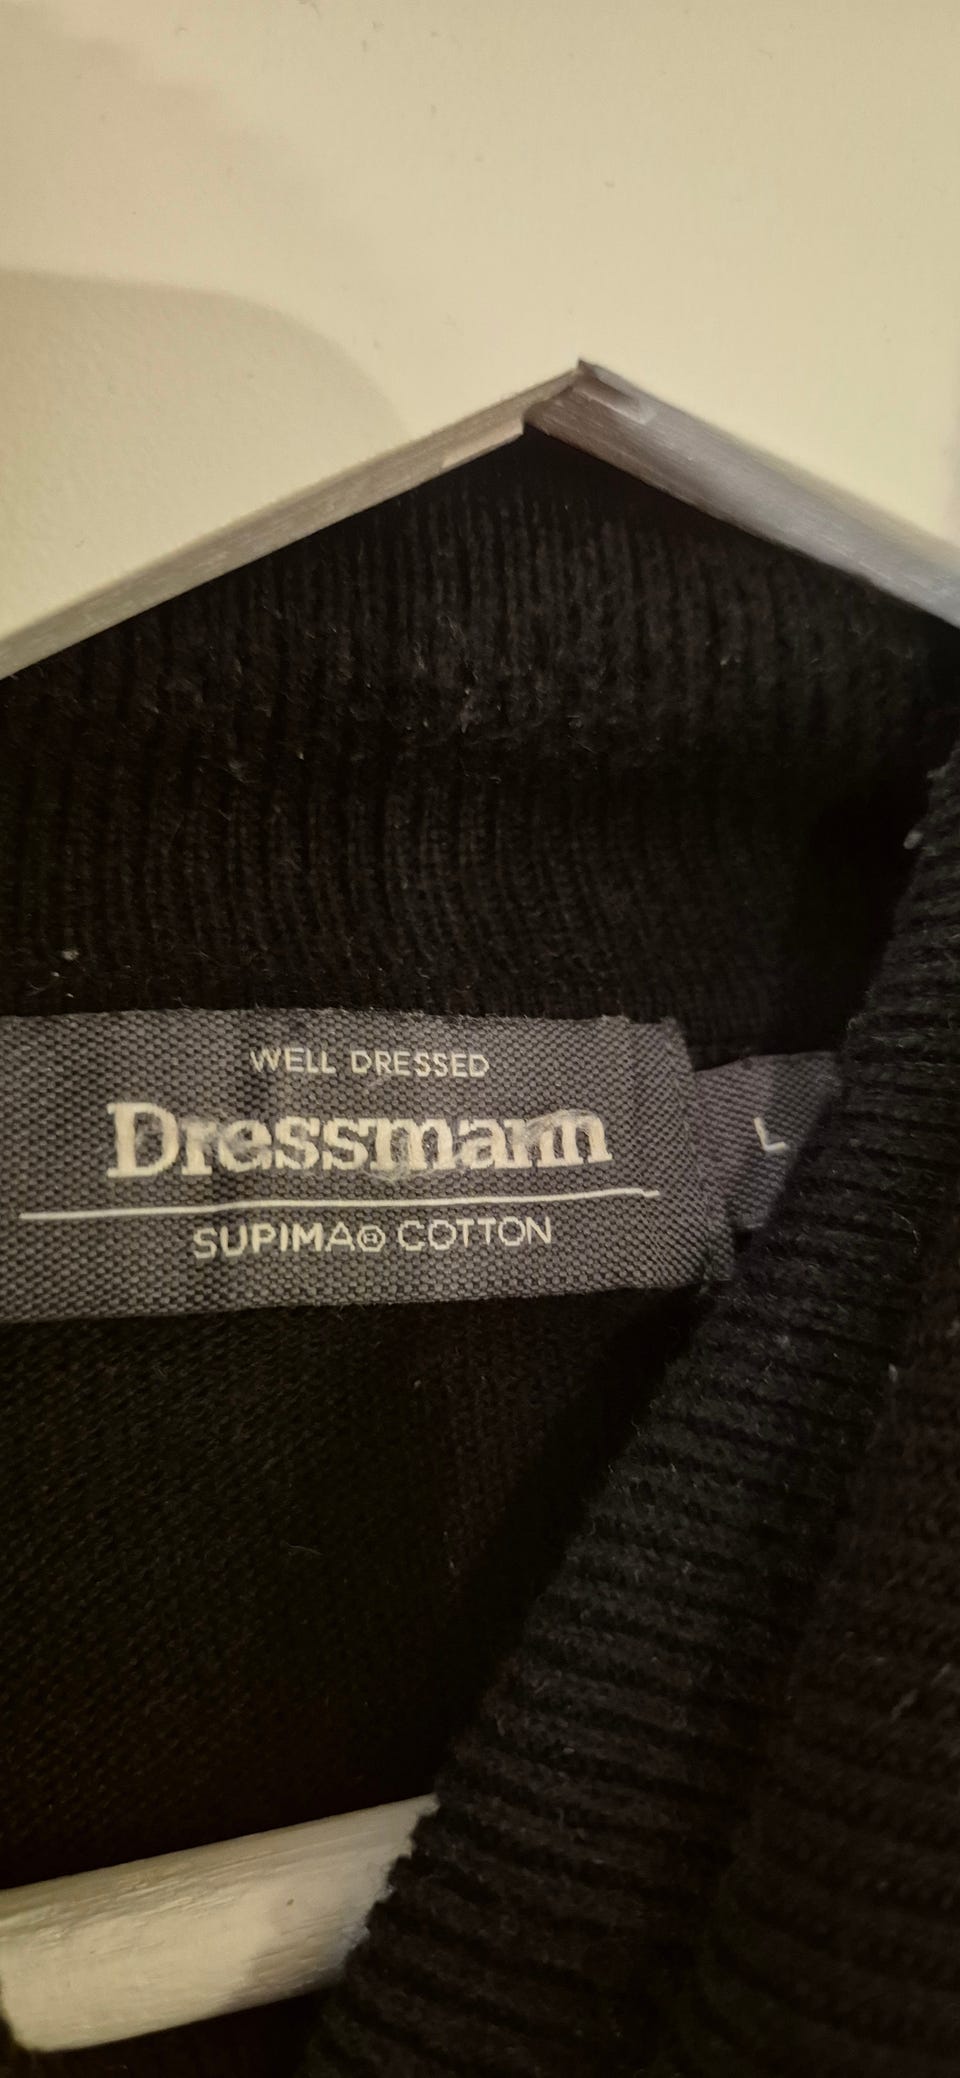 WELL DRESSED
Dressmann
SUPIMA® COTTON
L